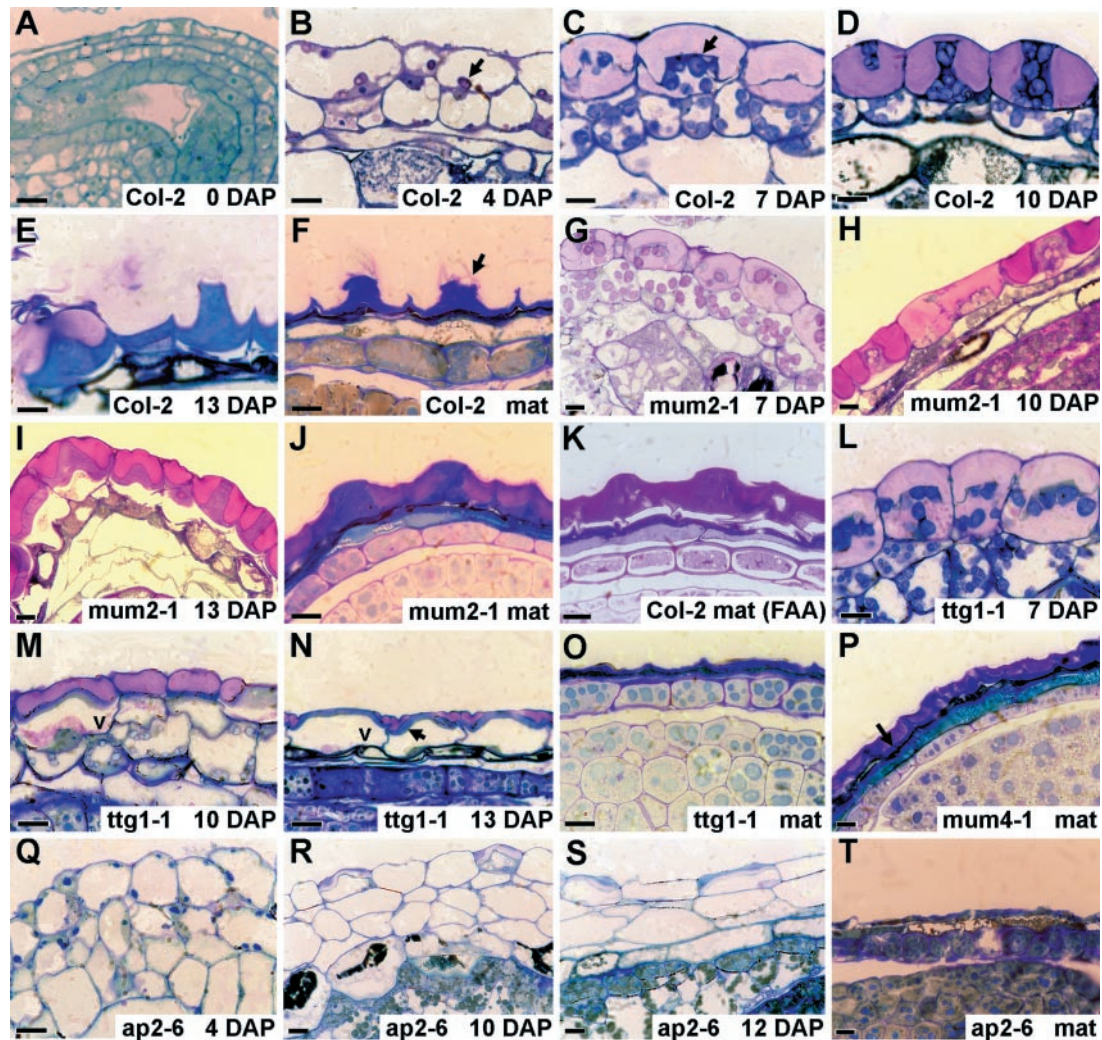 A
Col-2 0 DAP
B
Col-2 4 DAP
C
Col-2 7 DAP
D
Col-2 10 DAP
E
Col-2 13 DAP
F
Col-2 mat
G
mum2-1 7 DAP
H
mum2-1 10 DAP
I
mum2-1 13 DAP
J
mum2-1 mat
K
Col-2 mat (FAA)
L
ttg1-1 7 DAP
M
v
ttg1-1 10 DAP
N
v
ttg1-1 13 DAP
O
ttg1-1 mat
P
mum4-1 mat
Q
ap2-6 4 DAP
R
ap2-6 10 DAP
S
ap2-6 12 DAP
T
ap2-6 mat